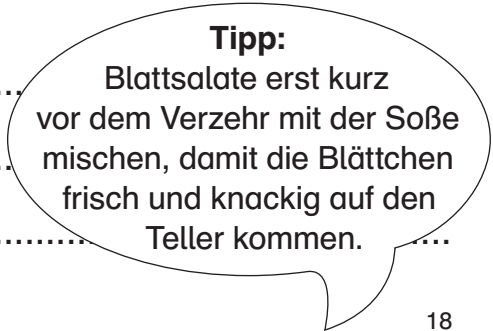 Tipp:
Blattsalate erst kurz
vor dem Verzehr mit der Soße
mischen, damit die Blättchen
frisch und knackig auf den
Teller kommen.
18